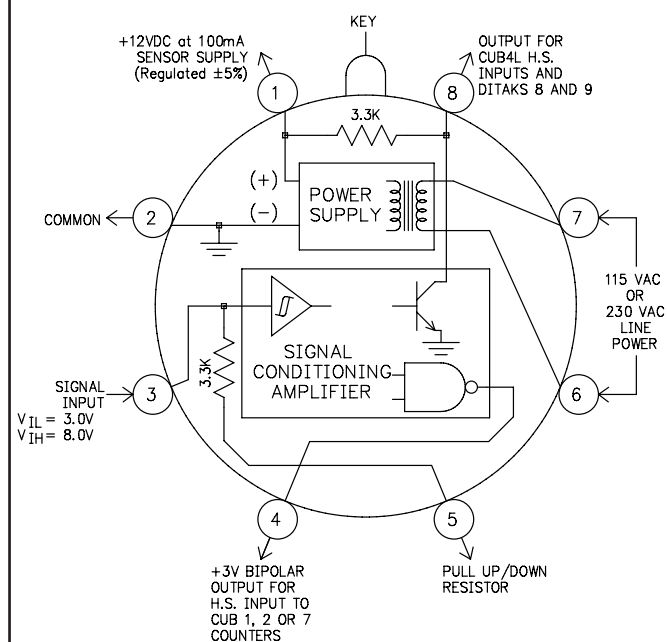 KEY
+12VDC at 100mA
SENSOR SUPPLY
(Regulated ±5%)
OUTPUT FOR
CUB4L H.S.
INPUTS AND
DITAKS 8 AND 9
1
8
3.3K
(+)
(-)
POWER
SUPPLY
COMMON
2
7
115 VAC
OR
230 VAC
LINE
POWER
SIGNAL
CONDITIONING
AMPLIFIER
3.3K
SIGNAL
INPUT
VIL = 3.0V
VIH = 8.0V
3
6
4
5
+3V BIPOLAR
OUTPUT FOR
H.S. INPUT TO
CUB 1, 2 OR 7
COUNTERS
PULL UP/DOWN
RESISTOR